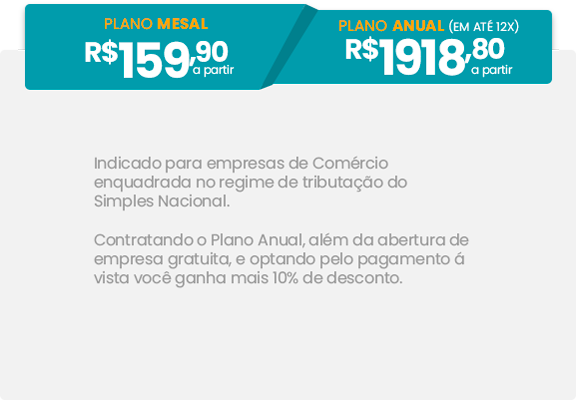 PLANO MESAL
R$159,90
a partir
PLANO ANUAL (EM ATÉ 12X)
R$1918,80
a partir
Indicado para empresas de Comércio
enquadrada no regime de tributação do
Simples Nacional.
Contratando o Plano Anual, além da abertura de
empresa gratuita, e optando pelo pagamento á
vista você ganha mais 10% de desconto.